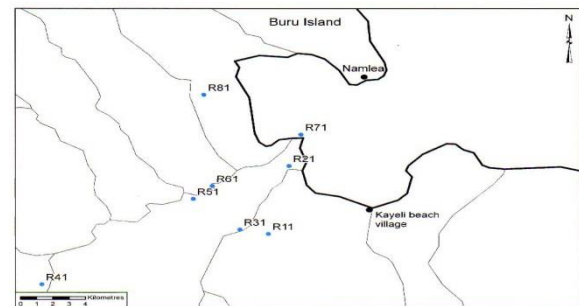 Buru Island
N
Namlea
R81
R71
R21
R61
R51
Kayeli beach
village
R31
R11
R41
Kilometres
0 1 2 3 4